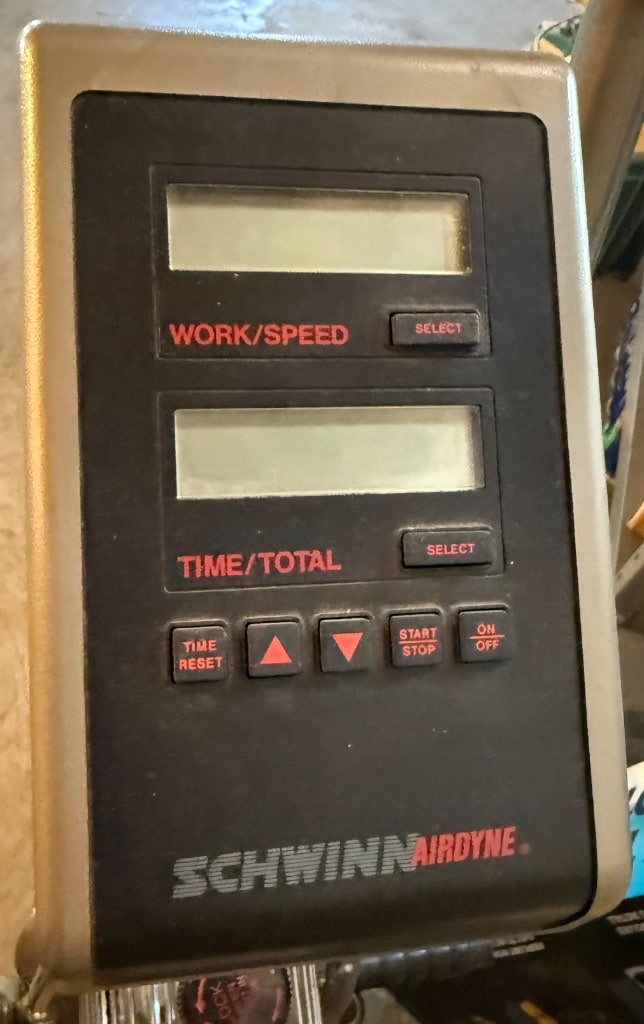 WORK/SPEED
SELECT
TIME/TOTAL
SELECT
TIME
RESET
START
STOP
ON
OFF
SCHWINN AIRDYNE